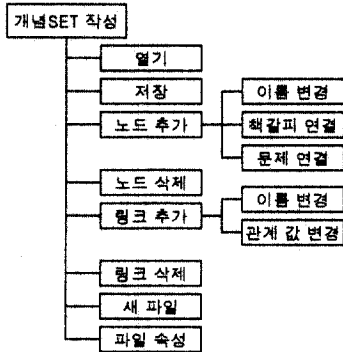 개념SET 작성
열기
저장
노드 추가
이름 변경
책갈피 연결
문제 연결
노드 삭제
링크 추가
이름 변경
관계 값 변경
링크 삭제
새 파일
파일 속성